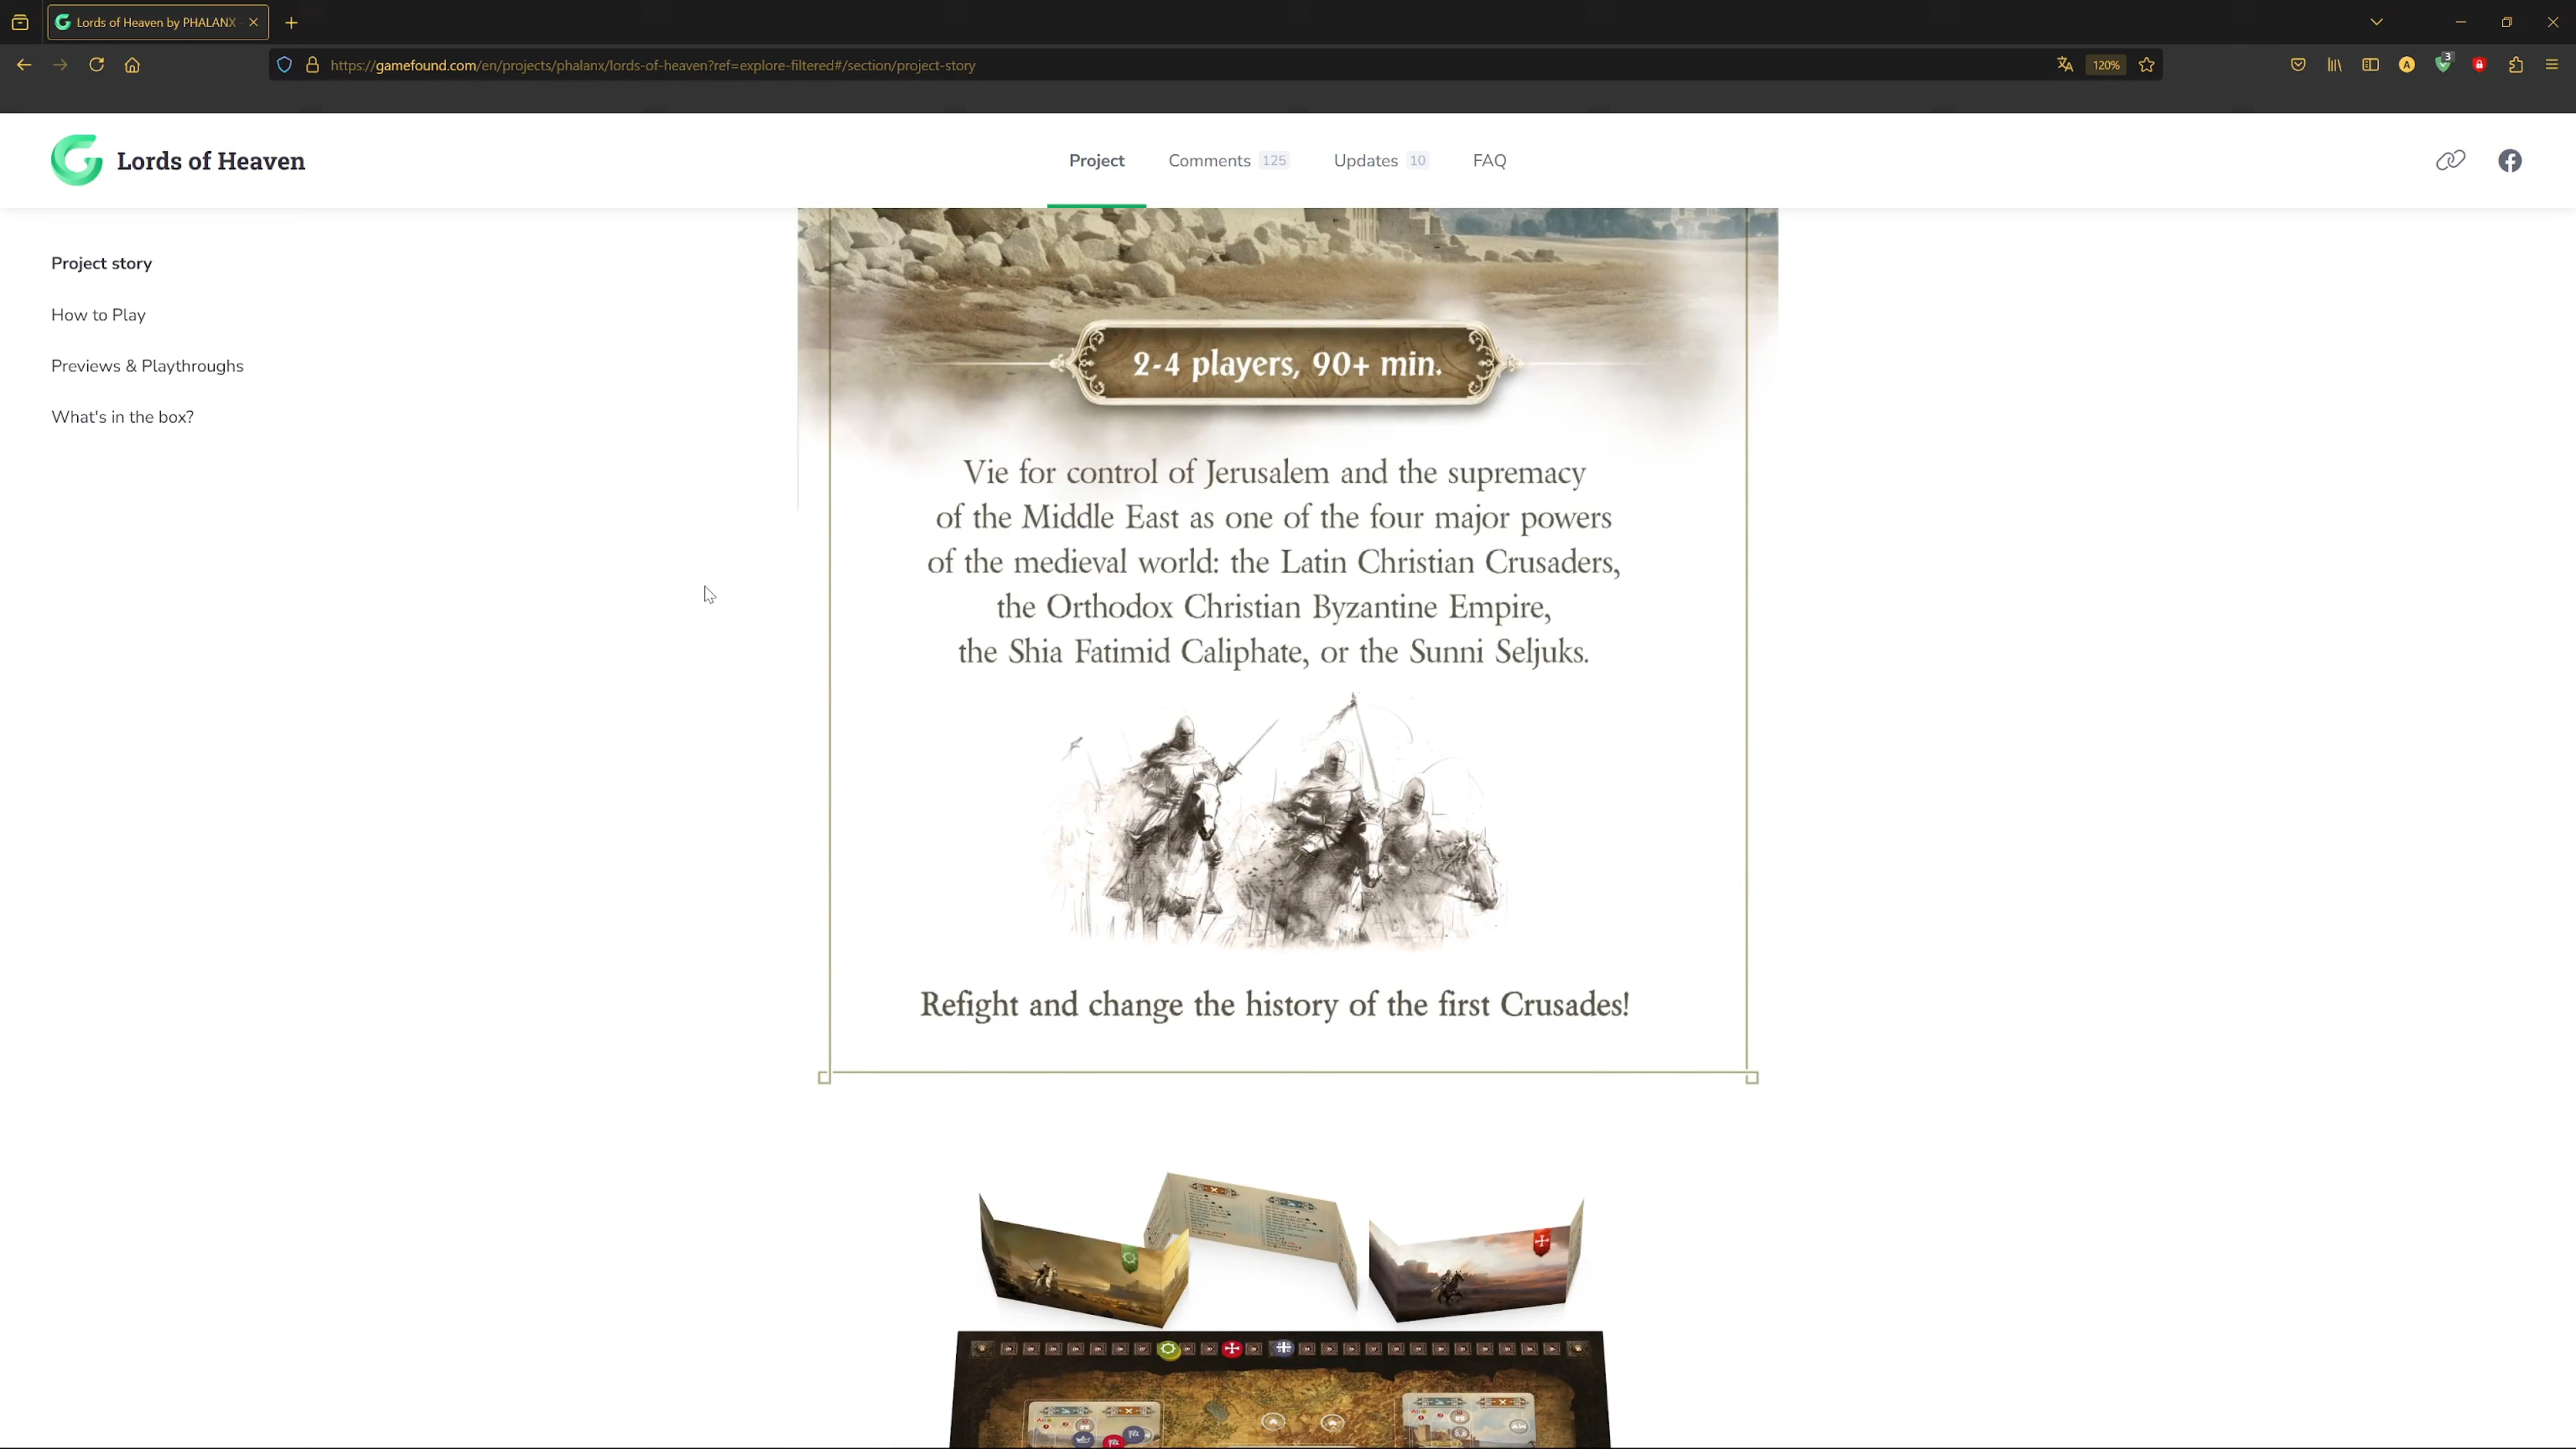 Lords of Heaven by PHALANX
https://gamefound.com/en/projects/phalanx/lords-of-heaven?ref=explore-filtered#/section/project-story
120%
3
Lords of Heaven
Project
Comments 125
Updates 10
FAQ
Project story
How to Play
Previews & Playthroughs
What's in the box?
2-4 players, 90+ min.
Vie for control of Jerusalem and the supremacy
of the Middle East as one of the four major powers
of the medieval world: the Latin Christian Crusaders,
the Orthodox Christian Byzantine Empire,
the Shia Fatimid Caliphate, or the Sunni Seljuks.
Refight and change the history of the first Crusades!